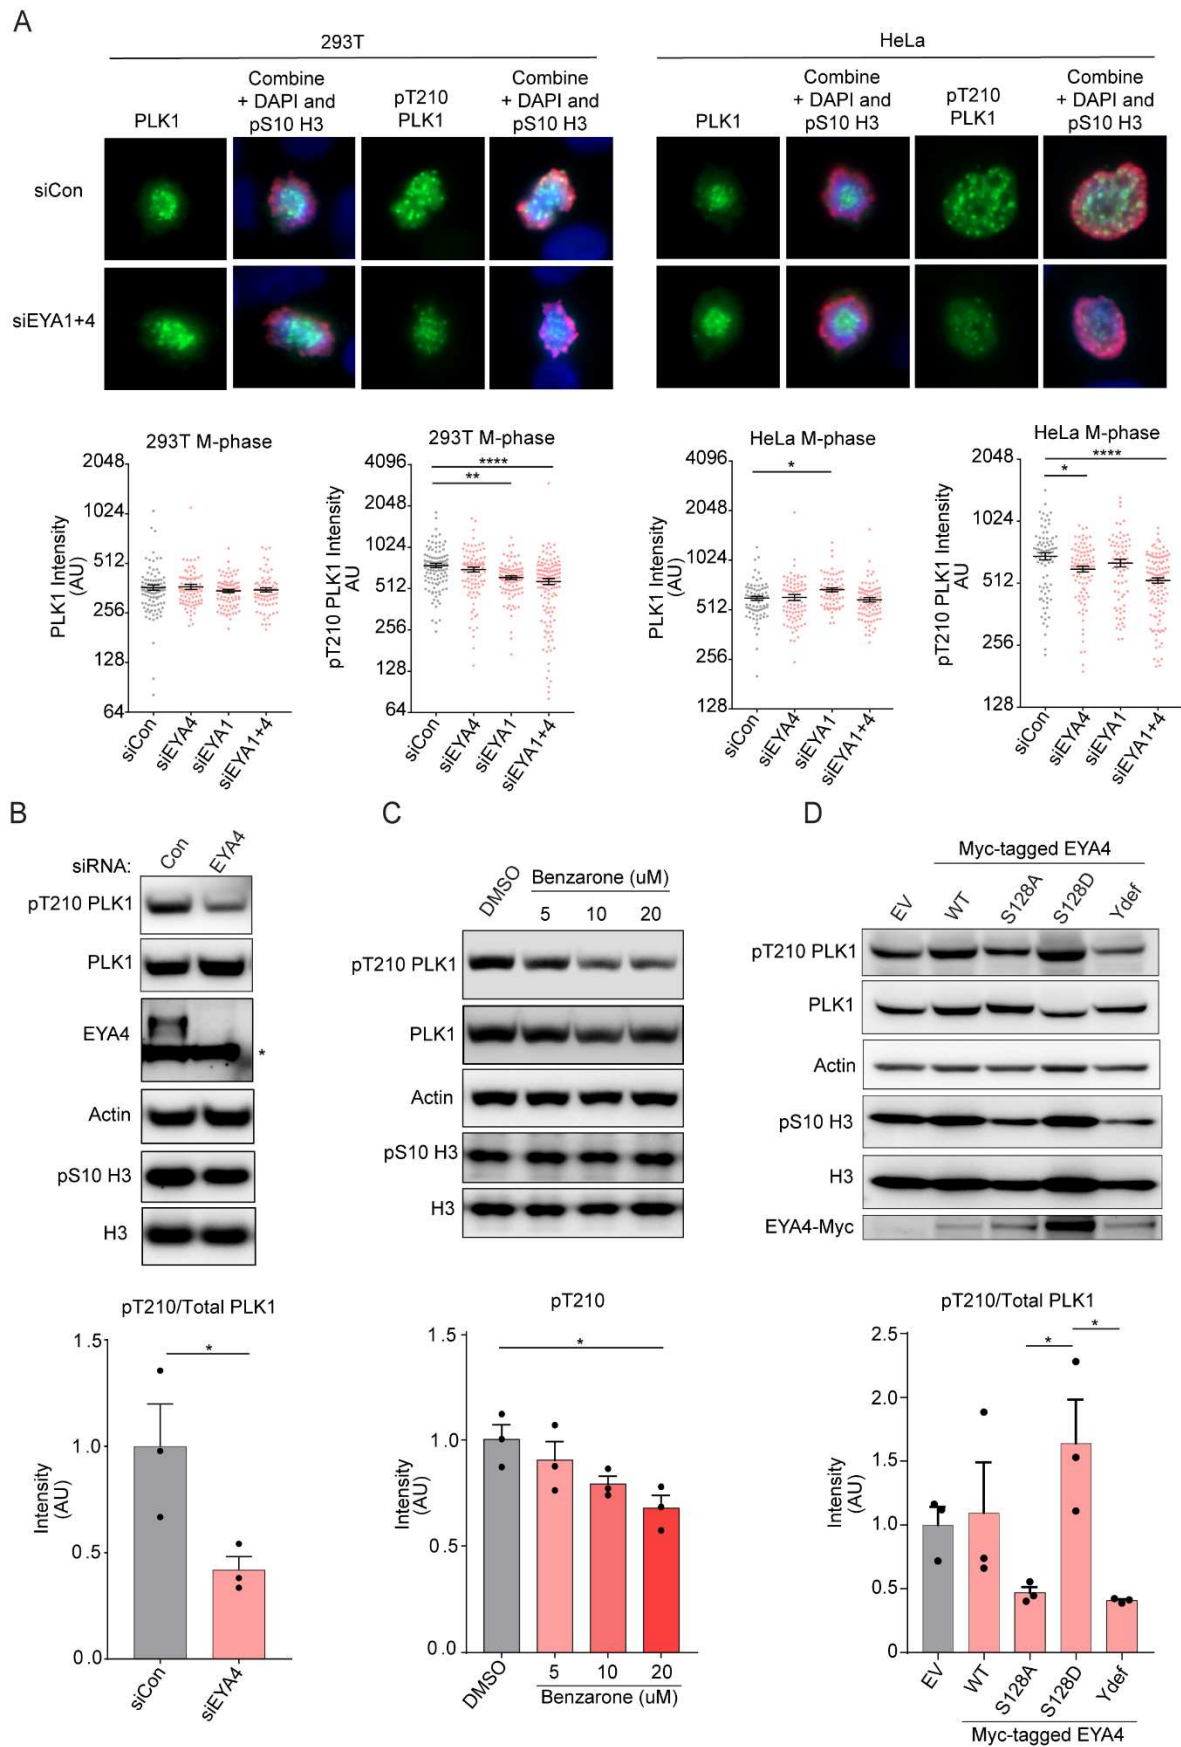 A
293T
HeLa
PLK1
Combine
+ DAPI and
pS10 H3
pT210
PLK1
Combine
+ DAPI and
pS10 H3
PLK1
Combine
+ DAPI and
pS10 H3
pT210
PLK1
Combine
+ DAPI and
pS10 H3
siCon
siEYA1+4
293T M-phase
PLK1 Intensity
(AU)
2048
1024
512
256
128
64
siCon
siEYA4
siEYA1
siEYA1+4
293T M-phase
pT210 PLK1 Intensity
AU
4096
2048
1024
512
256
128
64
****
**
siCon
siEYA4
siEYA1
siEYA1+4
HeLa M-phase
PLK1 Intensity
(AU)
4096
2048
1024
512
256
128
*
siCon
siEYA4
siEYA1
siEYA1+4
HeLa M-phase
pT210 PLK1 Intensity
AU
2048
1024
512
256
128
****
*
siCon
siEYA4
siEYA1
siEYA1+4
B
siRNA: Con EYA4
pT210 PLK1
PLK1
EYA4
*
Actin
pS10 H3
H3
pT210/Total PLK1
Intensity
(AU)
1.5
1.0
0.5
0.0
*
siCon
siEYA4
C
DMSO
Benzarone (uM)
5 10 20
pT210 PLK1
PLK1
Actin
pS10 H3
H3
pT210
Intensity
(AU)
1.5
1.0
0.5
0.0
*
DMSO
5 10 20
Benzarone (uM)
D
Myc-tagged EYA4
EV WT S128A S128D Ydef
pT210 PLK1
PLK1
Actin
pS10 H3
H3
EYA4-Myc
pT210/Total PLK1
Intensity
(AU)
2.5
2.0
1.5
1.0
0.5
0
*
*
EV
WT
S128A
S128D
Ydef
Myc-tagged EYA4